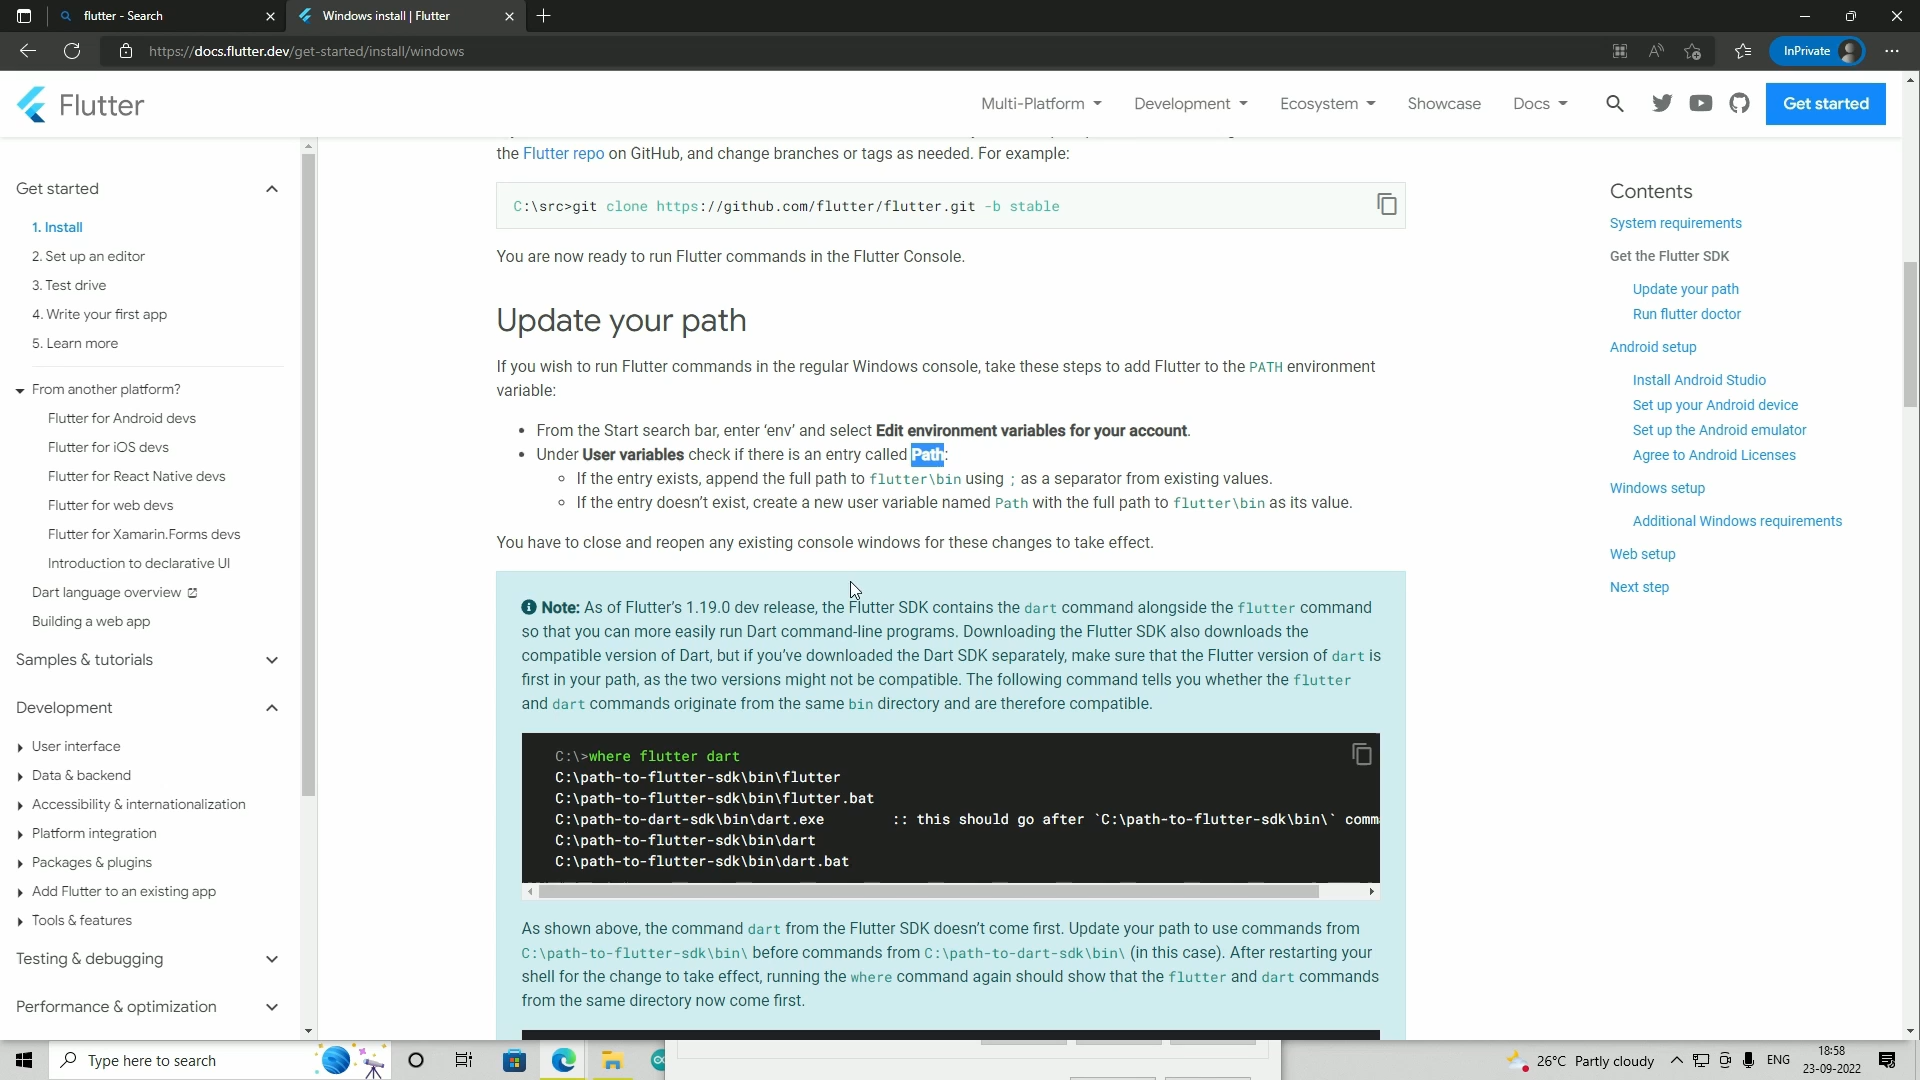 flutter - Search
Windows install | Flutter
https://docs.flutter.dev/get-started/install/windows
InPrivate
Flutter
Multi-Platform
Development
Ecosystem
Showcase
Docs
Get started
Get started
1. Install
2. Set up an editor
3. Test drive
4. Write your first app
5. Learn more
From another platform?
Flutter for Android devs
Flutter for iOS devs
Flutter for React Native devs
Flutter for web devs
Flutter for Xamarin.Forms devs
Introduction to declarative UI
Dart language overview
Building a web app
Samples & tutorials
Development
User interface
Data & backend
Accessibility & internationalization
Platform integration
Packages & plugins
Add Flutter to an existing app
Tools & features
Testing & debugging
Performance & optimization
the Flutter repo on GitHub, and change branches or tags as needed. For example:
C:\src>git clone https://github.com/flutter/flutter.git -b stable
You are now ready to run Flutter commands in the Flutter Console.
Update your path
If you wish to run Flutter commands in the regular Windows console, take these steps to add Flutter to the PATH environment
variable:
• From the Start search bar, enter ‘env’ and select Edit environment variables for your account.
• Under User variables check if there is an entry called Path:
If the entry exists, append the full path to flutter\bin using ; as a separator from existing values.
If the entry doesn’t exist, create a new user variable named Path with the full path to flutter\bin as its value.
You have to close and reopen any existing console windows for these changes to take effect.
Note: As of Flutter’s 1.19.0 dev release, the Flutter SDK contains the dart command alongside the flutter command
so that you can more easily run Dart command-line programs. Downloading the Flutter SDK also downloads the
compatible version of Dart, but if you’ve downloaded the Dart SDK separately, make sure that the Flutter version of dart is
first in your path, as the two versions might not be compatible. The following command tells you whether the flutter
and dart commands originate from the same bin directory and are therefore compatible.
C:\>where flutter dart
C:\path-to-flutter-sdk\bin\flutter
C:\path-to-flutter-sdk\bin\flutter.bat
C:\path-to-dart-sdk\bin\dart.exe :: this should go after `C:\path-to-flutter-sdk\bin\` comm
C:\path-to-flutter-sdk\bin\dart
C:\path-to-flutter-sdk\bin\dart.bat
As shown above, the command dart from the Flutter SDK doesn’t come first. Update your path to use commands from
C:\path-to-flutter-sdk\bin\ before commands from C:\path-to-dart-sdk\bin\ (in this case). After restarting your
shell for the change to take effect, running the where command again should show that the flutter and dart commands
from the same directory now come first.
Contents
System requirements
Get the Flutter SDK
Update your path
Run flutter doctor
Android setup
Install Android Studio
Set up your Android device
Set up the Android emulator
Agree to Android Licenses
Windows setup
Additional Windows requirements
Web setup
Next step
Type here to search
26°C Partly cloudy
ENG
18:58
23-09-2022